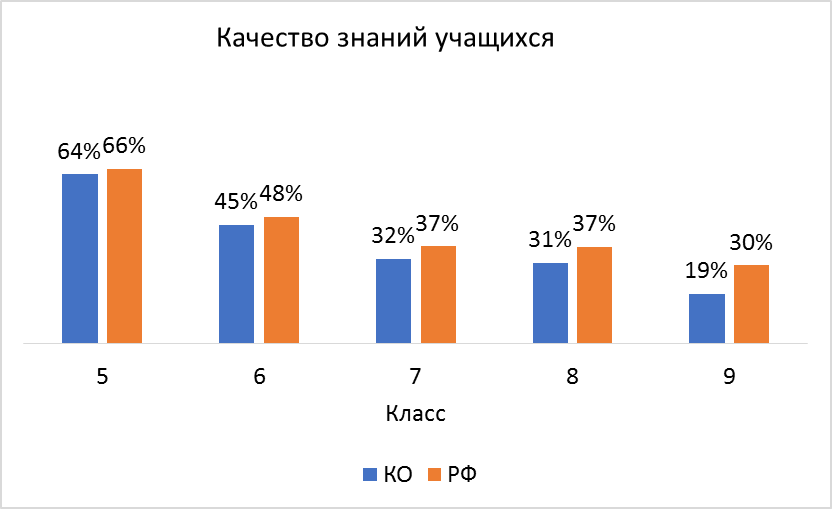 Качество знаний учащихся
64% 66%
45% 48%
32% 37%
31% 37%
19% 30%
5 6 7 8 9
Класс
КО РФ